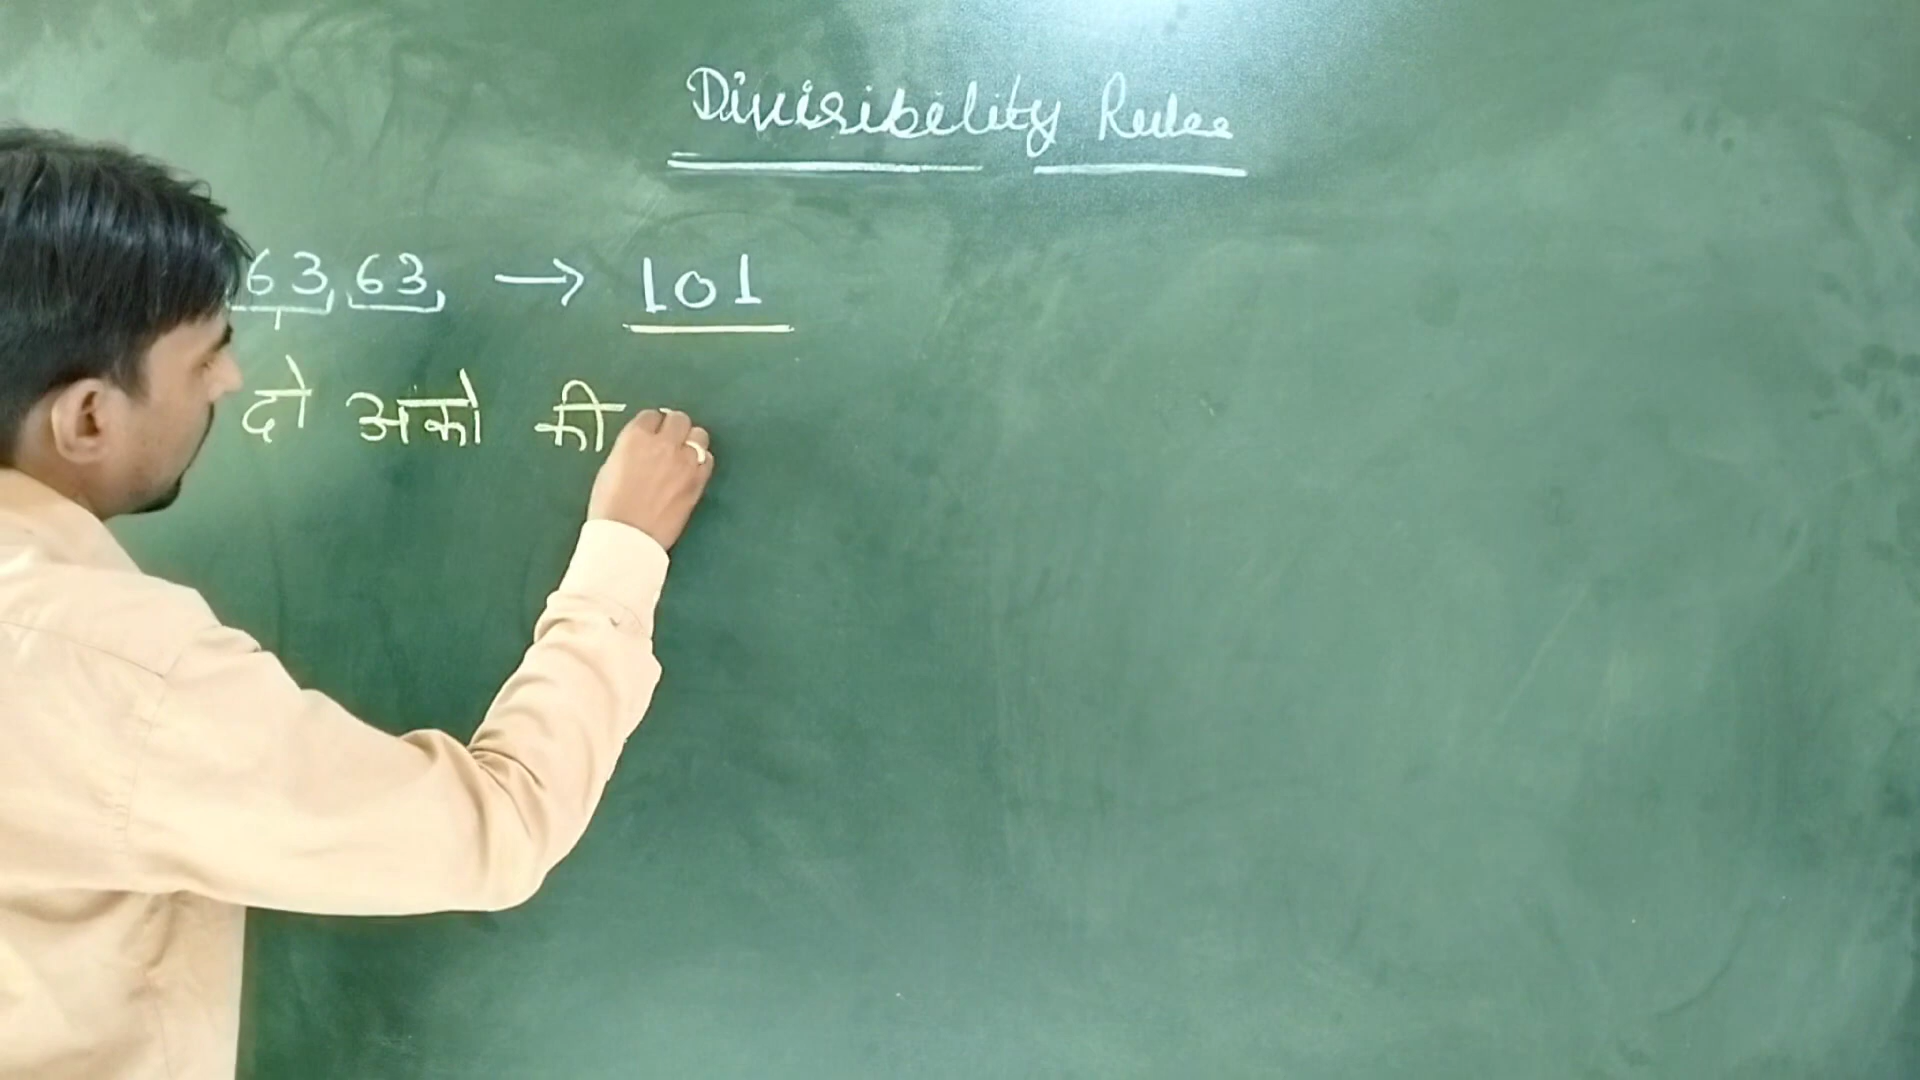 Divisibility Rules
63,63, → 101
दो अंको की